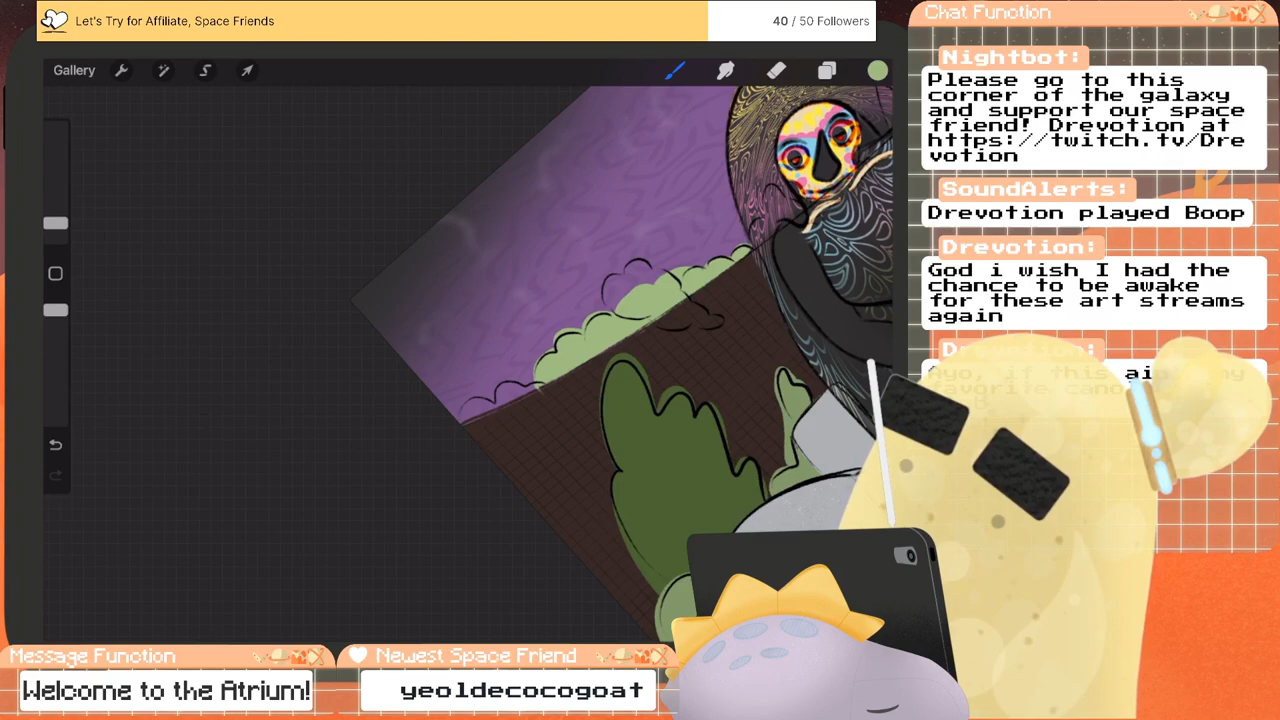 Let's Try for Affiliate, Space Friends
40 / 50 Followers
Gallery
Chat Function
Nightbot:
Please go to this
corner of the galaxy
and support our space
friend! Drevotion at
https://twitch.tv/Dre
votion
SoundAlerts:
Drevotion played Boop
Drevotion:
God i wish I had the
chance to be awake
for these art streams
again
Message Function
Welcome to the Atrium!
Newest Space Friend
yeoldecocogoat